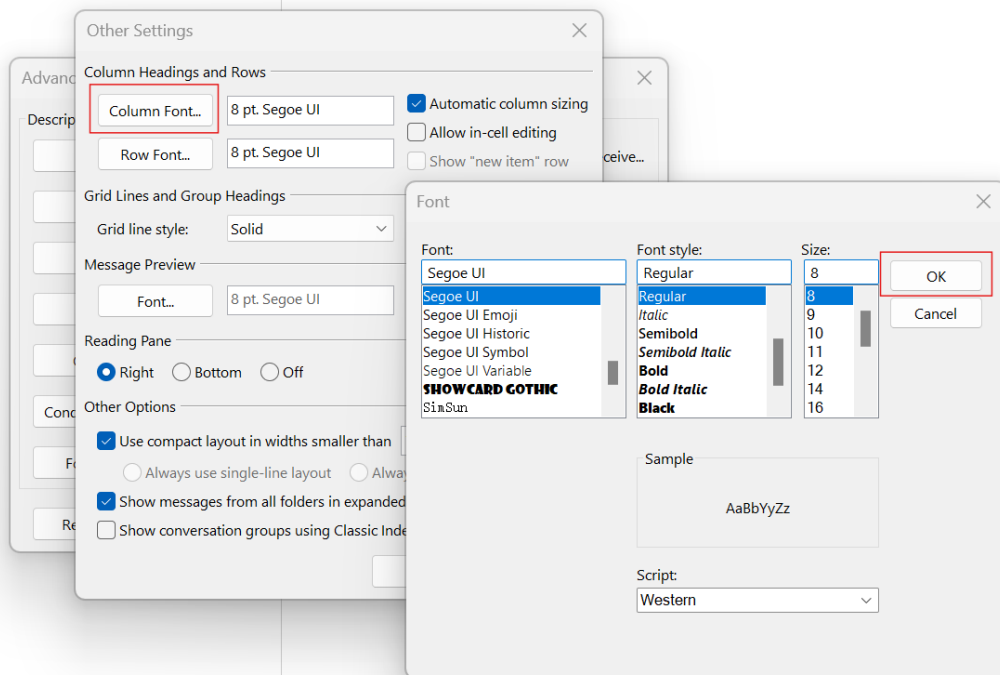 Other Settings
Advanc
Column Headings and Rows
Descrip
Column Font...
8 pt. Segoe UI
Automatic column sizing
Allow in-cell editing
Row Font...
8 pt. Segoe UI
Show "new item" row
ceive...
Grid Lines and Group Headings
Grid line style:
Solid
Message Preview
Font...
8 pt. Segoe UI
Reading Pane
Right
Bottom
Off
Other Options
Use compact layout in widths smaller than
Cond
Always use single-line layout
Alway
Fo
Show messages from all folders in expanded
Re
Show conversation groups using Classic Inde
Font
Font:
Font style:
Size:
Segoe UI
Regular
8
OK
Segoe UI
Segoe UI Emoji
Segoe UI Historic
Segoe UI Symbol
Segoe UI Variable
SHOWCARD GOTHIC
SimSun
Regular
Italic
Semibold
Semibold Italic
Bold
Bold Italic
Black
8
9
10
11
12
14
16
Cancel
Sample
AaBbYyZz
Script:
Western